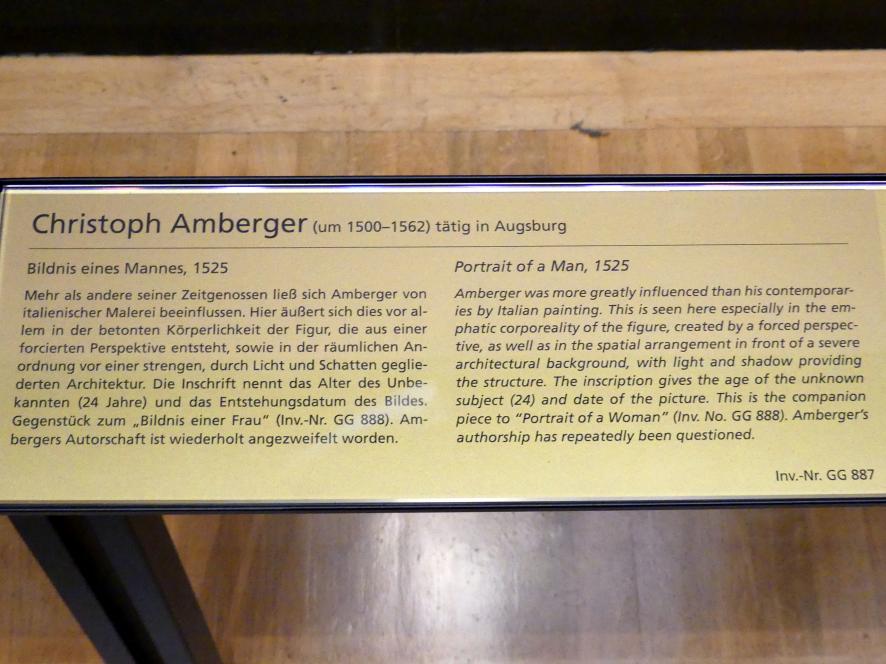 Christoph Amberger (um 1500–1562) tätig in Augsburg
Bildnis eines Mannes, 1525
Mehr als andere seiner Zeitgenossen ließ sich Amberger von
italienischer Malerei beeinflussen. Hier äußert sich dies vor al-
lem in der betonten Körperlichkeit der Figur, die aus einer
forcierten Perspektive entsteht, sowie in der räumlichen An-
ordnung vor einer strengen, durch Licht und Schatten geglie-
derten Architektur. Die Inschrift nennt das Alter des Unbe-
kannten (24 Jahre) und das Entstehungsdatum des Bildes.
Gegenstück zum „Bildnis einer Frau“ (Inv.-Nr. GG 888). Am-
bergers Autorschaft ist wiederholt angezweifelt worden.
Portrait of a Man, 1525
Amberger was more greatly influenced than his contemporar-
ies by Italian painting. This is seen here especially in the em-
phatic corporeality of the figure, created by a forced perspec-
tive, as well as in the spatial arrangement in front of a severe
architectural background, with light and shadow providing
the structure. The inscription gives the age of the unknown
subject (24) and date of the picture. This is the companion
piece to “Portrait of a Woman” (Inv. No. GG 888). Amberger’s
authorship has repeatedly been questioned.
Inv.-Nr. GG 887